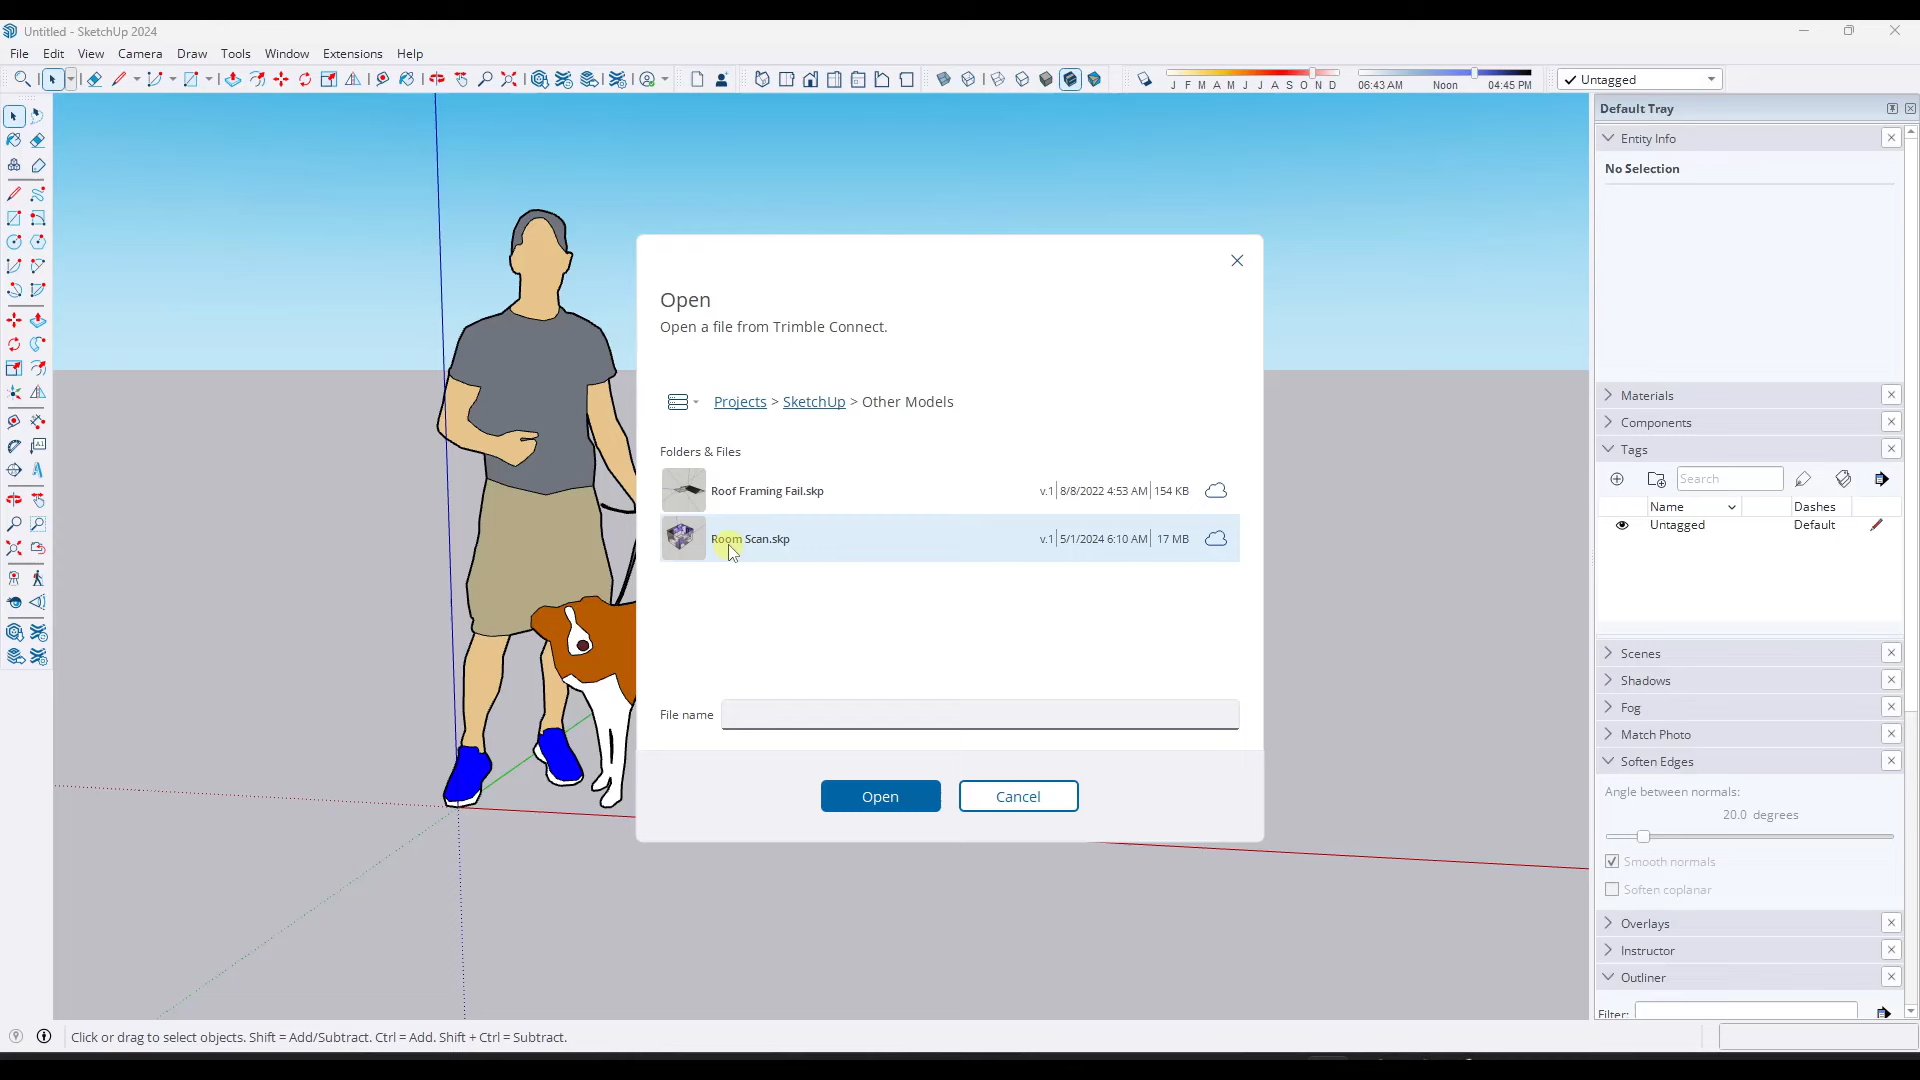 Untitled - SketchUp 2024
File Edit View Camera Draw Tools Window Extensions Help
J F M A M J J A S O N D 06:43 AM Noon 04:45 PM
Untagged
Default Tray
Entity Info
No Selection
Open
Open a file from Trimble Connect.
Projects > SketchUp > Other Models
Folders & Files
Roof Framing Fail.skp v.1 8/8/2022 4:53 AM 154 KB
Room Scan.skp v.1 5/1/2024 6:10 AM 17 MB
File name
Open Cancel
Materials
Components
Tags
Search
Name Dashes
Untagged Default
Scenes
Shadows
Fog
Match Photo
Soften Edges
Angle between normals:
20.0 degrees
Smooth normals
Soften coplanar
Overlays
Instructor
Outliner
Filter:
Click or drag to select objects. Shift = Add/Subtract. Ctrl = Add. Shift + Ctrl = Subtract.